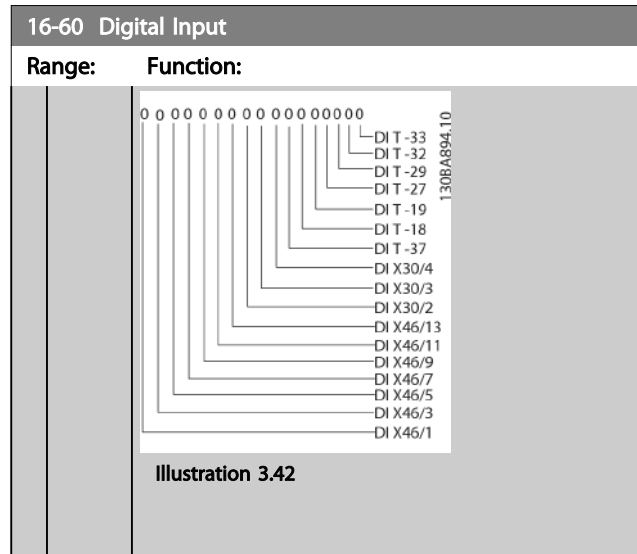 16-60 Digital Input
Range: Function:
0 0 0 0 0 0 0 0 0 0 0 0 0 0 0 0 0
DI T-33
DI T-32
DI T-29
DI T-27
DI T-19
DI T-18
DI T-37
DI X30/4
DI X30/3
DI X30/2
DI X46/13
DI X46/11
DI X46/9
DI X46/7
DI X46/5
DI X46/3
DI X46/1
130BA894.10
Illustration 3.42